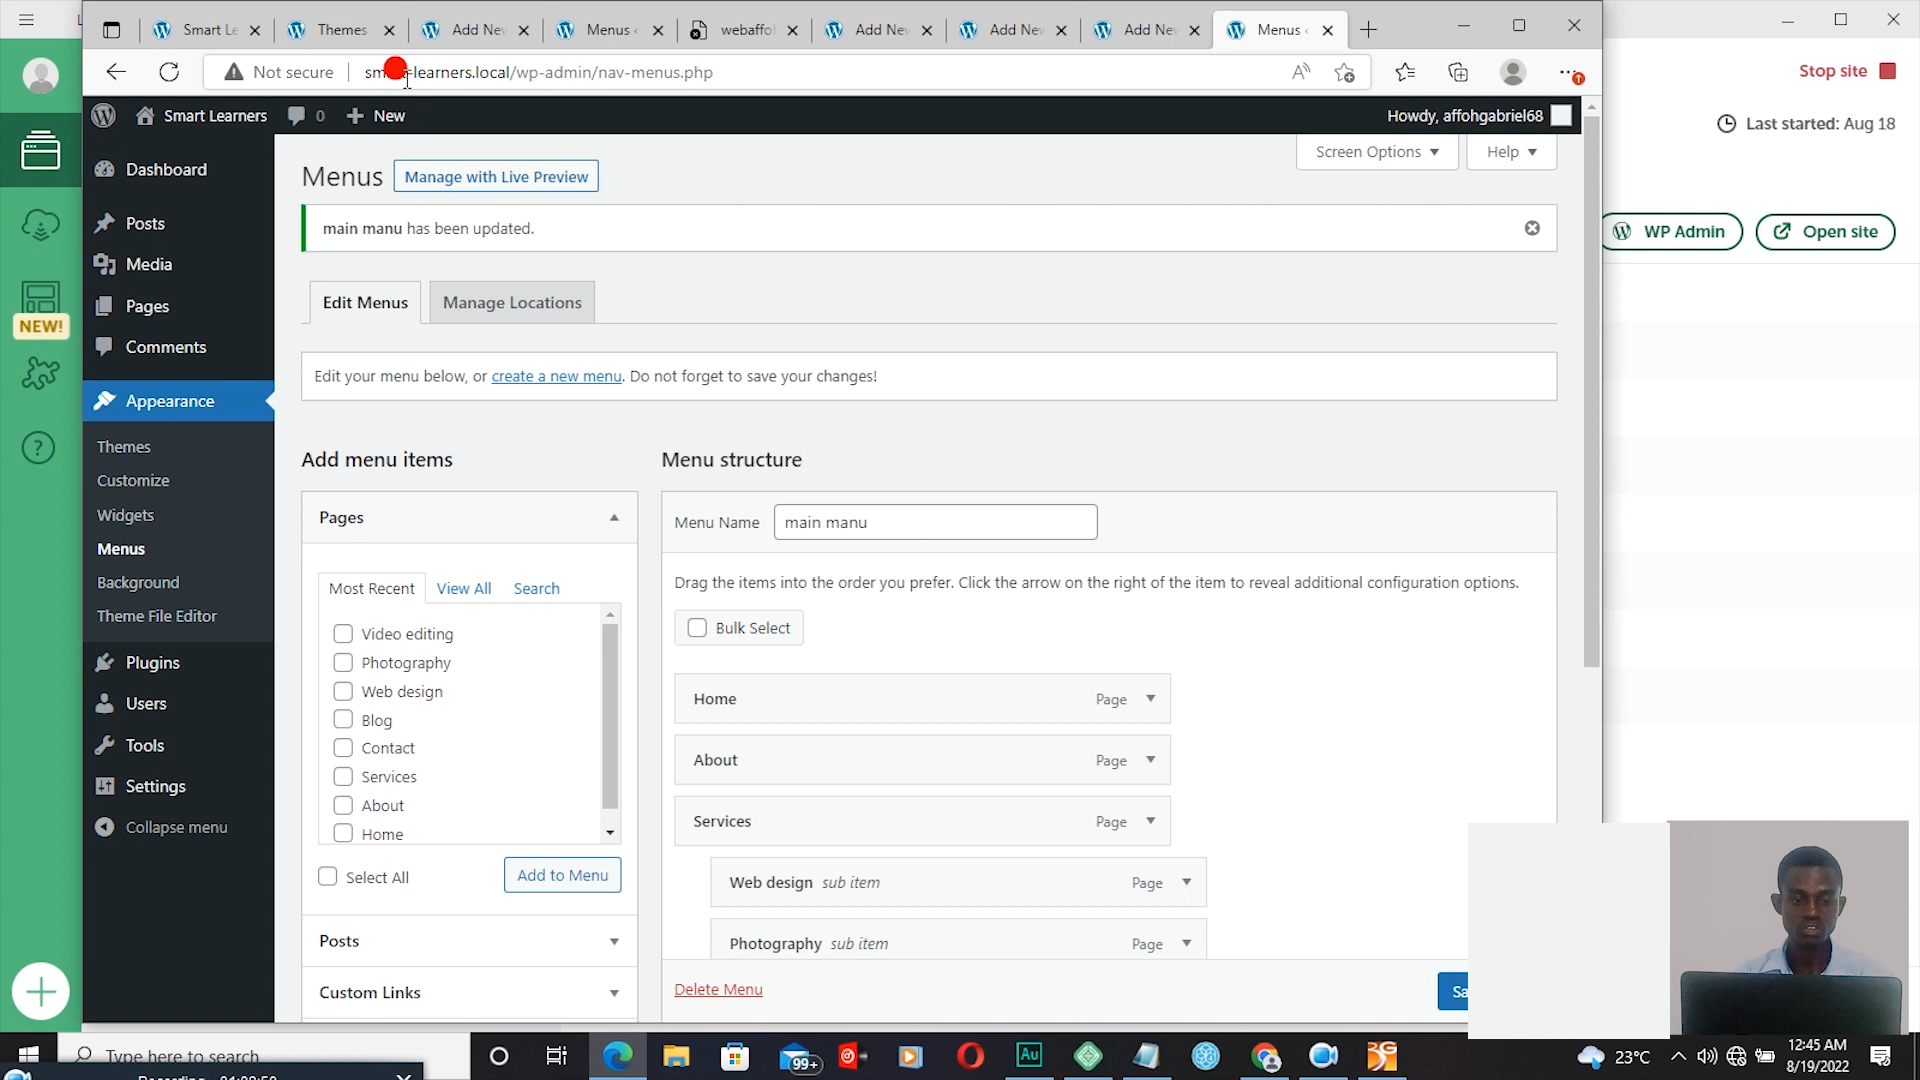 Smart Le
Themes
Add New
Menus
webaffo
Add New
Add New
Add New
Menus
Not secure
-learners.local/wp-admin/nav-menus.php
Stop site
Last started: Aug 18
WP Admin
Open site
NEW!
Smart Learners
0
New
Howdy, affohgabriel68
Dashboard
Posts
Media
Pages
Comments
Appearance
Themes
Customize
Widgets
Menus
Background
Theme File Editor
Plugins
Users
Tools
Settings
Collapse menu
Screen Options
Help
Menus
Manage with Live Preview
main manu has been updated.
Edit Menus
Manage Locations
Edit your menu below, or create a new menu. Do not forget to save your changes!
Add menu items
Menu structure
Pages
Most Recent
View All
Search
Video editing
Photography
Web design
Blog
Contact
Services
About
Home
Select All
Add to Menu
Posts
Custom Links
Menu Name
main manu
Drag the items into the order you prefer. Click the arrow on the right of the item to reveal additional configuration options.
Bulk Select
Home Page
About Page
Services Page
Web design sub item Page
Photography sub item Page
Delete Menu
Sa
Type here to search
99+
Au
23°C
12:45 AM
8/19/2022